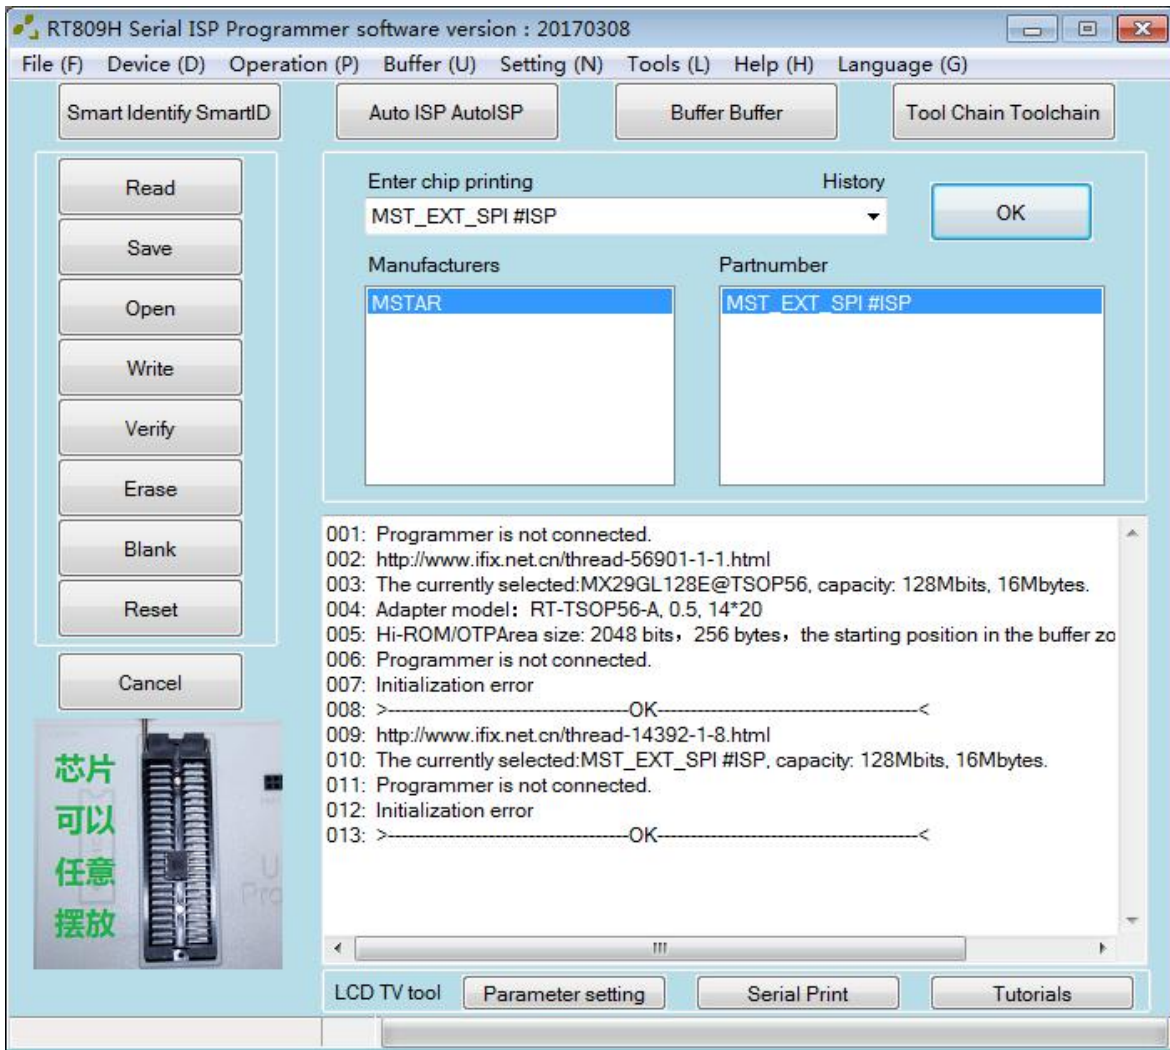 RT809H Serial ISP Programmer software version : 20170308
File (F) Device (D) Operation (P) Buffer (U) Setting (N) Tools (L) Help (H) Language (G)
Smart Identify SmartID
Auto ISP AutoISP
Buffer Buffer
Tool Chain Toolchain
Read
Save
Open
Write
Verify
Erase
Blank
Reset
Cancel
Enter chip printing
History
MST_EXT_SPI #ISP
OK
Manufacturers
Partnumber
MSTAR
MST_EXT_SPI #ISP
001: Programmer is not connected.
002: http://www.ifix.net.cn/thread-56901-1-1.html
003: The currently selected:MX29GL128E@TSOP56, capacity: 128Mbits, 16Mbytes.
004: Adapter model：RT-TSOP56-A, 0.5, 14*20
005: Hi-ROM/OTPArea size: 2048 bits，256 bytes，the starting position in the buffer zo
006: Programmer is not connected.
007: Initialization error
008: >-----------------------------------OK--------------------------------------<
009: http://www.ifix.net.cn/thread-14392-1-8.html
010: The currently selected:MST_EXT_SPI #ISP, capacity: 128Mbits, 16Mbytes.
011: Programmer is not connected.
012: Initialization error
013: >-----------------------------------OK--------------------------------------<
芯片
可以
任意
摆放
LCD TV tool
Parameter setting
Serial Print
Tutorials